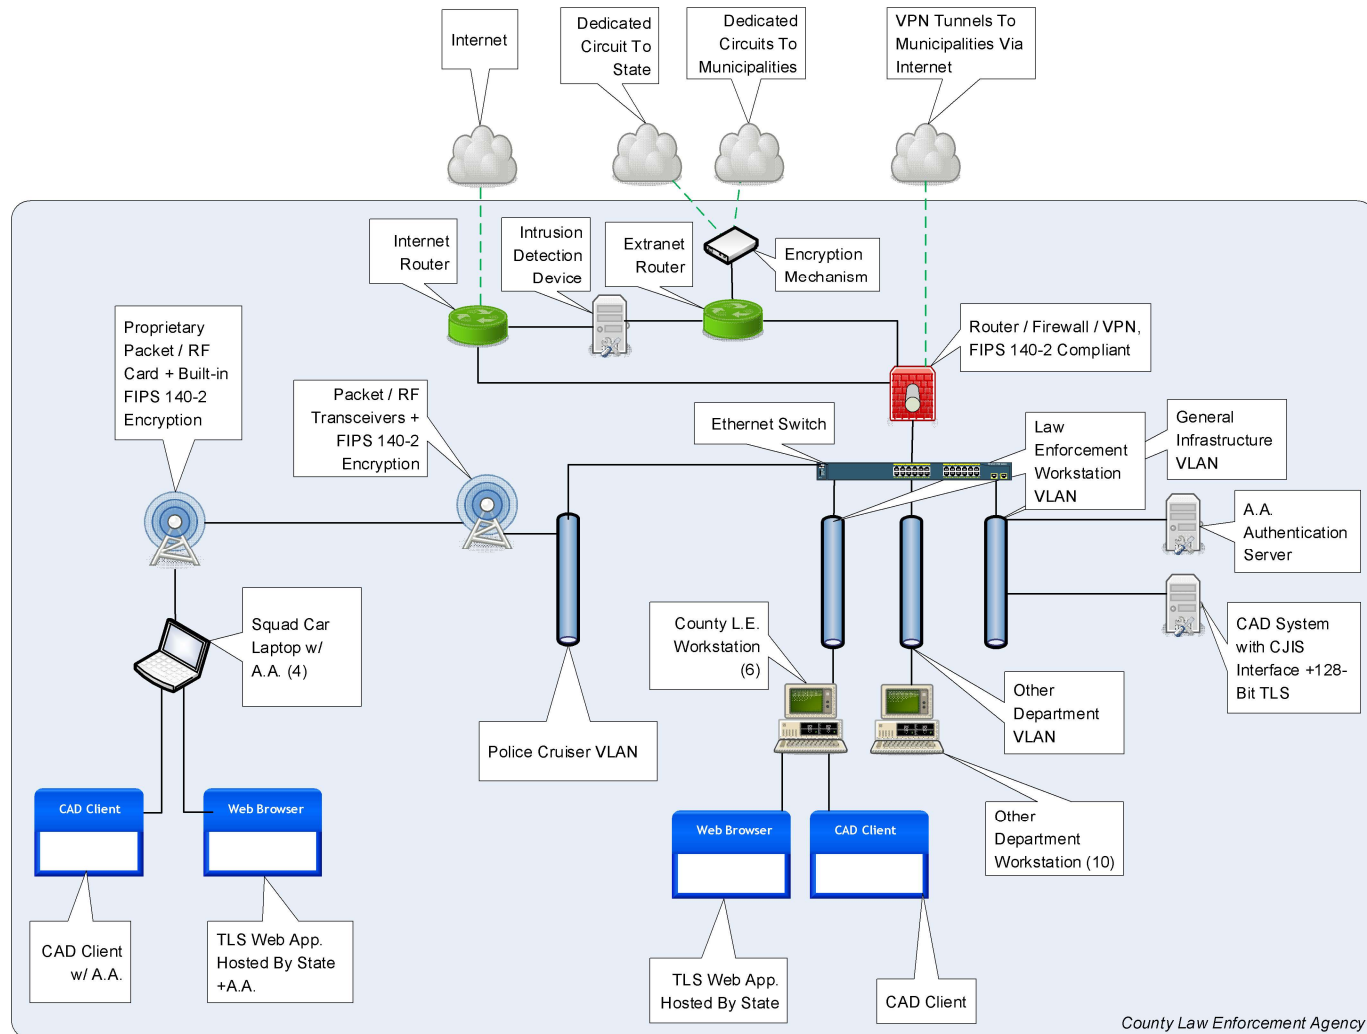 Internet
Dedicated
Circuit To
State
Dedicated
Circuits To
Municipalities
VPN Tunnels To
Municipalities Via
Internet
Internet
Router
Intrusion
Detection
Device
Extranet
Router
Encryption
Mechanism
Proprietary
Packet / RF
Card + Built-in
FIPS 140-2
Encryption
Packet / RF
Transceivers +
FIPS 140-2
Encryption
Router / Firewall / VPN,
FIPS 140-2 Compliant
Ethernet Switch
Law
Enforcement
Workstation
VLAN
General
Infrastructure
VLAN
A.A.
Authentication
Server
Squad Car
Laptop w/
A.A. (4)
County L.E.
Workstation
(6)
CAD System
with CJIS
Interface +128-
Bit TLS
Police Cruiser VLAN
Other
Department
VLAN
Other
Department
Workstation (10)
CAD Client
Web Browser
Web Browser
CAD Client
CAD Client
w/ A.A.
TLS Web App.
Hosted By State
+A.A.
TLS Web App.
Hosted By State
CAD Client
County Law Enforcement Agency